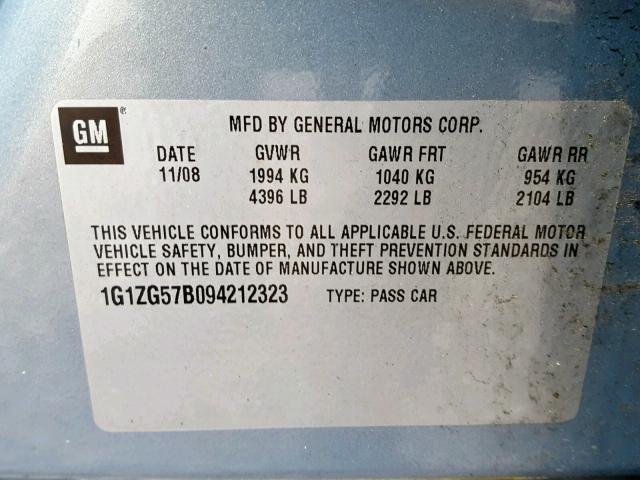 GM ®
MFD BY GENERAL MOTORS CORP.
DATE GVWR GAWR FRT GAWR RR
11/08 1994 KG 1040 KG 954 KG
4396 LB 2292 LB 2104 LB
THIS VEHICLE CONFORMS TO ALL APPLICABLE U.S. FEDERAL MOTOR
VEHICLE SAFETY, BUMPER, AND THEFT PREVENTION STANDARDS IN
EFFECT ON THE DATE OF MANUFACTURE SHOWN ABOVE.
1G1ZG57B094212323 TYPE: PASS CAR